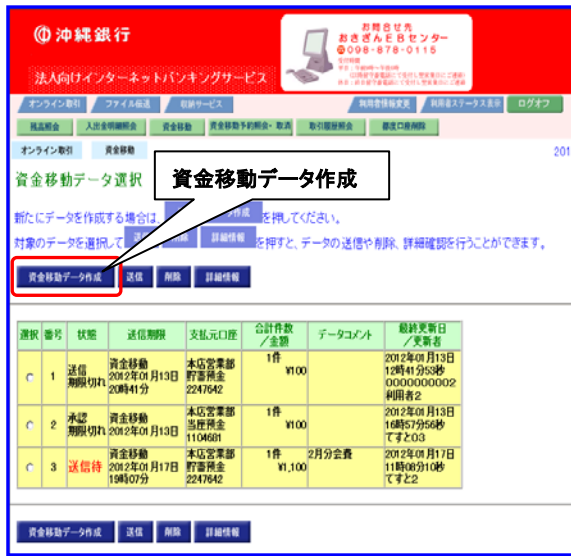 沖縄銀行
法人向けインターネットバンキングサービス
お問合せ先
おきぎんEBセンター
098-878-0115
オンライン取引 ファイル伝送 収納サービス 利用者情報変更 利用者ステータス表示 ログオフ
残高照会 入出金明細照会 資金移動 資金移動予約照会・取消 取引履歴照会 都度口座削除
オンライン取引 資金移動
201
資金移動データ選択
資金移動データ作成
新たにデータを作成する場合は、 作成 を押してください。
対象のデータを選択して 送信 削除 詳細情報 を押すと、データの送信や削除、詳細確認を行うことができます。
資金移動データ作成 送信 削除 詳細情報
選択 番号 状態 送信期限 支払元口座 合計件数/金額 データコメント 最終更新日/更新者
1 送信期限切れ 資金移動 2012年01月13日 20時41分 本店営業部 貯蓄預金 2247642 1件 ¥100 2012年01月13日 12時41分53秒 0000000002 利用者2
2 承認期限切れ 資金移動 2012年01月13日 本店営業部 当座預金 1104681 1件 ¥100 2012年01月13日 16時57分56秒 てすと03
3 送信待 資金移動 2012年01月17日 19時07分 本店営業部 貯蓄預金 2247642 1件 ¥1,100 2月分会費 2012年01月17日 11時08分10秒 てすと2
資金移動データ作成 送信 削除 詳細情報